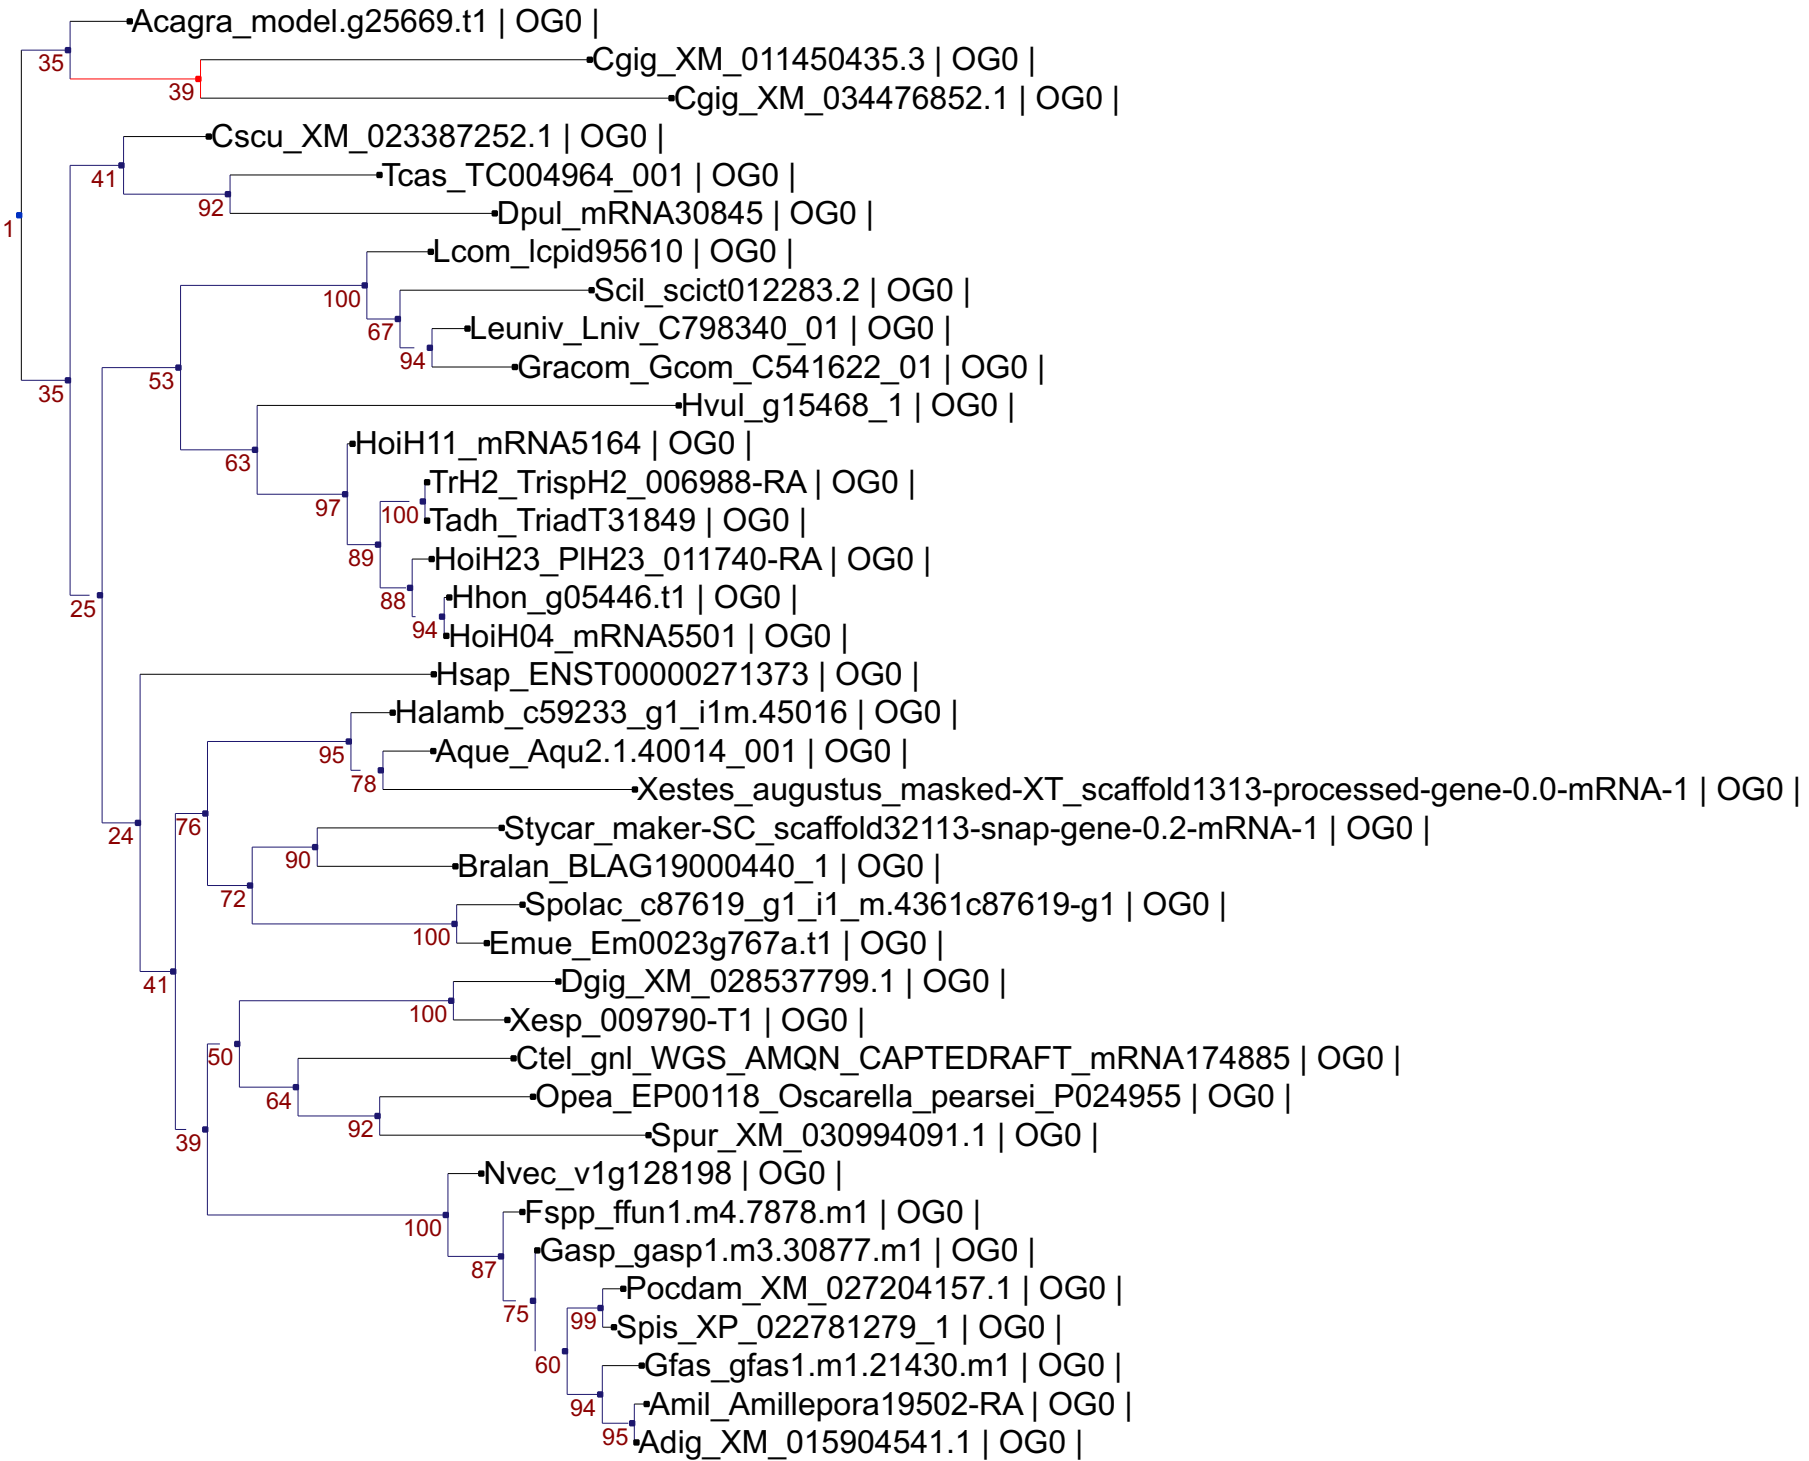 Acagra_model.g25669.t1 | OG0 |
35
Cgig_XM_011450435.3 | OG0 |
39
Cgig_XM_034476852.1 | OG0 |
Cscu_XM_023387252.1 | OG0 |
41
Tcas_TC004964_001 | OG0 |
92
Dpul_mRNA30845 | OG0 |
1
Lcom_lcpid95610 | OG0 |
100
Scil_scict012283.2 | OG0 |
67
Leuniv_Lniv_C798340_01 | OG0 |
94
Gracom_Gcom_C541622_01 | OG0 |
53
35
Hvul_g15468_1 | OG0 |
63
HoiH11_mRNA5164 | OG0 |
97
TrH2_TrispH2_006988-RA | OG0 |
100
Tadh_TriadT31849 | OG0 |
89
HoiH23_PlH23_011740-RA | OG0 |
88
25
Hhon_g05446.t1 | OG0 |
94
HoiH04_mRNA5501 | OG0 |
Hsap_ENST00000271373 | OG0 |
Halamb_c59233_g1_i1m.45016 | OG0 |
95
Aque_Aqu2.1.40014_001 | OG0 |
78
Xestes_augustus_masked-XT_scaffold1313-processed-gene-0.0-mRNA-1 | OG0 |
76
24
Stycar_maker-SC_scaffold32113-snap-gene-0.2-mRNA-1 | OG0 |
90
Bralan_BLAG19000440_1 | OG0 |
72
Spolac_c87619_g1_i1_m.4361c87619-g1 | OG0 |
100
Emue_Em0023g767a.t1 | OG0 |
41
Dgig_XM_028537799.1 | OG0 |
100
Xesp_009790-T1 | OG0 |
50
Ctel_gnl_WGS_AMQN_CAPTEDRAFT_mRNA174885 | OG0 |
64
Opea_EP00118_Oscarella_pearsei_P024955 | OG0 |
92
39
Spur_XM_030994091.1 | OG0 |
Nvec_v1g128198 | OG0 |
100
Fspp_ffun1.m4.7878.m1 | OG0 |
87
Gasp_gasp1.m3.30877.m1 | OG0 |
75
Pocdam_XM_027204157.1 | OG0 |
99
Spis_XP_022781279_1 | OG0 |
60
Gfas_gfas1.m1.21430.m1 | OG0 |
94
Amil_Amillepora19502-RA | OG0 |
95
Adig_XM_015904541.1 | OG0 |